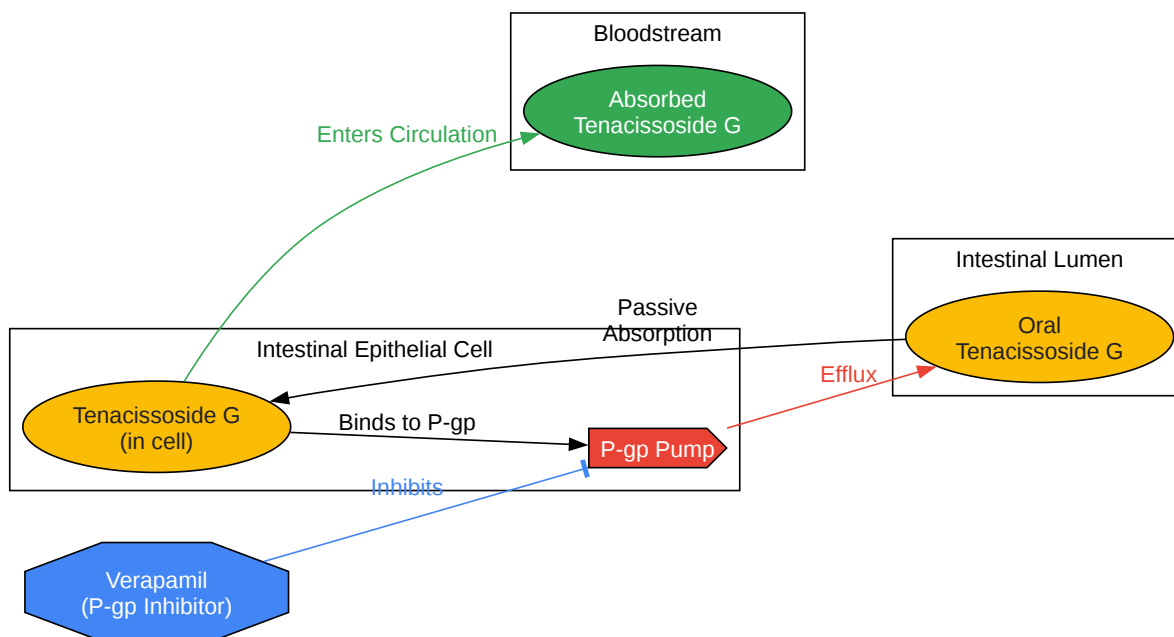 Bloodstream
Absorbed
Tenacissoside G
Enters Circulation
Intestinal Lumen
Oral
Tenacissoside G
Passive
Absorption
Intestinal Epithelial Cell
Efflux
Tenacissoside G
(in cell)
Binds to P-gp
P-gp Pump
Inhibits
Verapamil
(P-gp Inhibitor)